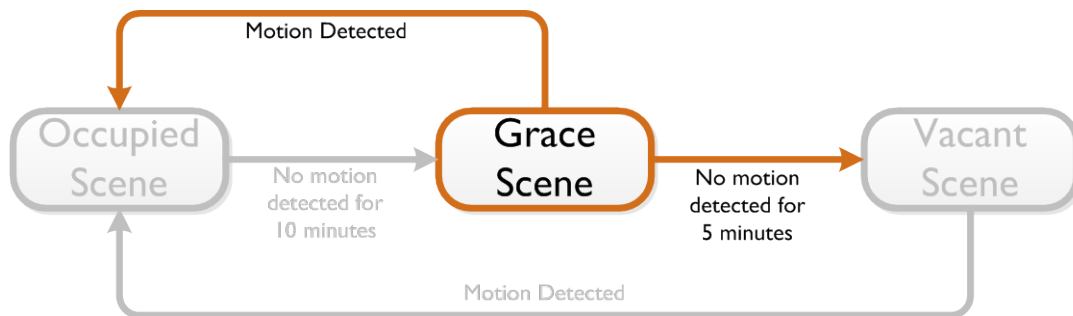 Motion Detected
Occupied
Scene
No motion
detected for
10 minutes
Grace
Scene
No motion
detected for
5 minutes
Vacant
Scene
Motion Detected